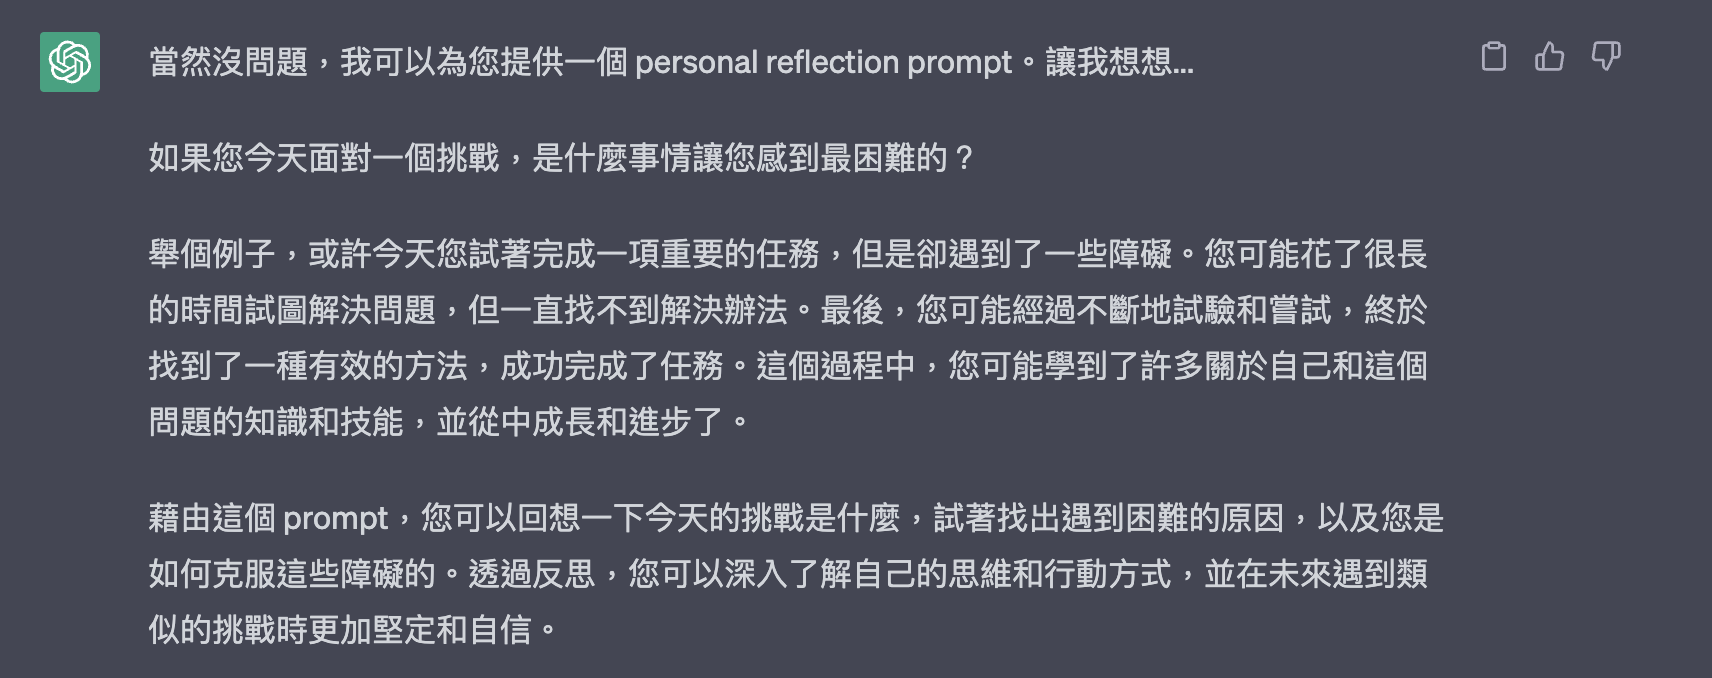 當然沒問題，我可以為您提供一個 personal reflection prompt。讓我想想...
如果您今天面對一個挑戰，是什麼事情讓您感到最困難的？
舉個例子，或許今天您試著完成一項重要的任務，但是卻遇到了一些障礙。您可能花了很長
的時間試圖解決問題，但一直找不到解決辦法。最後，您可能經過不斷地試驗和嘗試，終於
找到了一種有效的方法，成功完成了任務。這個過程中，您可能學到了許多關於自己和這個
問題的知識和技能，並從中成長和進步了。
藉由這個 prompt，您可以回想一下今天的挑戰是什麼，試著找出遇到困難的原因，以及您是
如何克服這些障礙的。透過反思，您可以深入了解自己的思維和行動方式，並在未來遇到類
似的挑戰時更加堅定和自信。